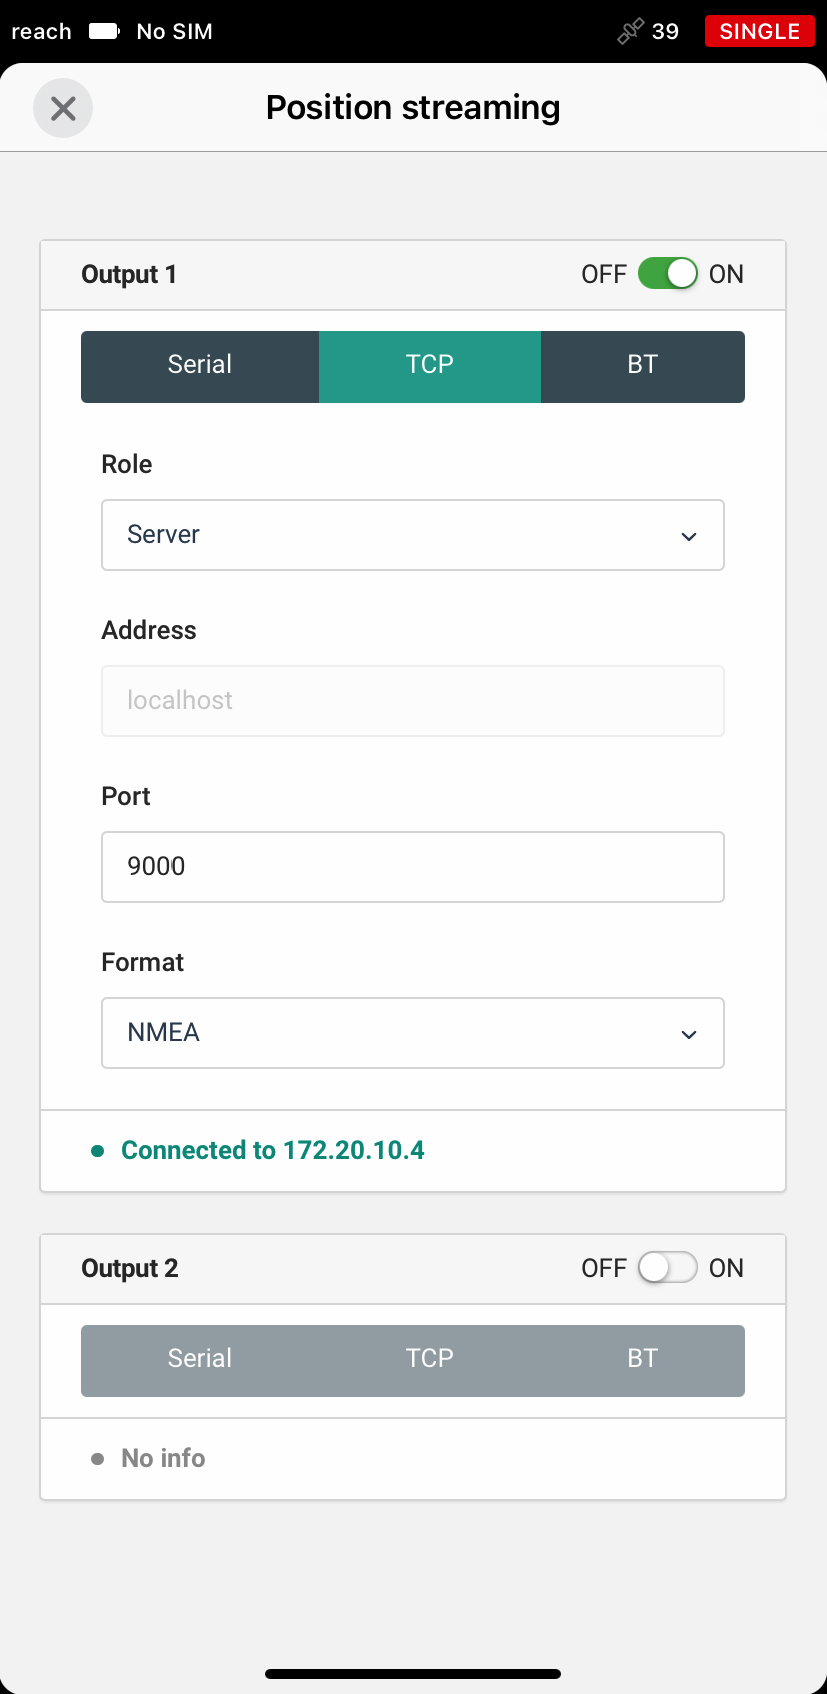 reach No SIM 39 SINGLE
Position streaming
Output 1 OFF ON
Serial TCP BT
Role
Server
Address
localhost
Port
9000
Format
NMEA
Connected to 172.20.10.4
Output 2 OFF ON
Serial TCP BT
No info